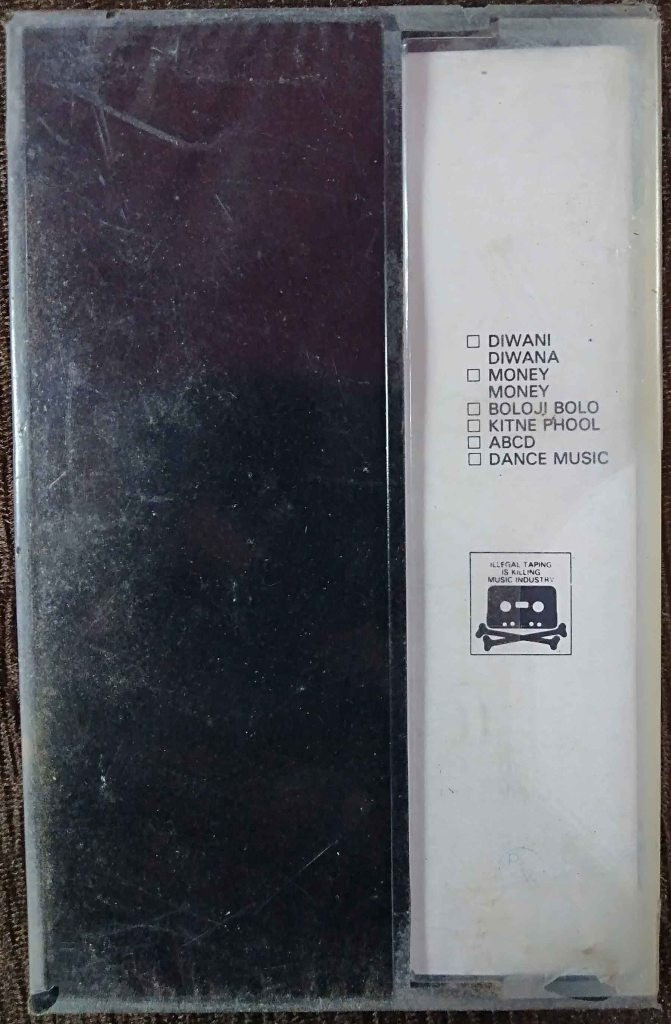 ☐ DIWANI
DIWANA
☐ MONEY
MONEY
☐ BOLOJI BOLO
☐ KITNE PHOOL
☐ ABCD
☐ DANCE MUSIC
ILLEGAL TAPING
IS KILLING
MUSIC INDUSTRY